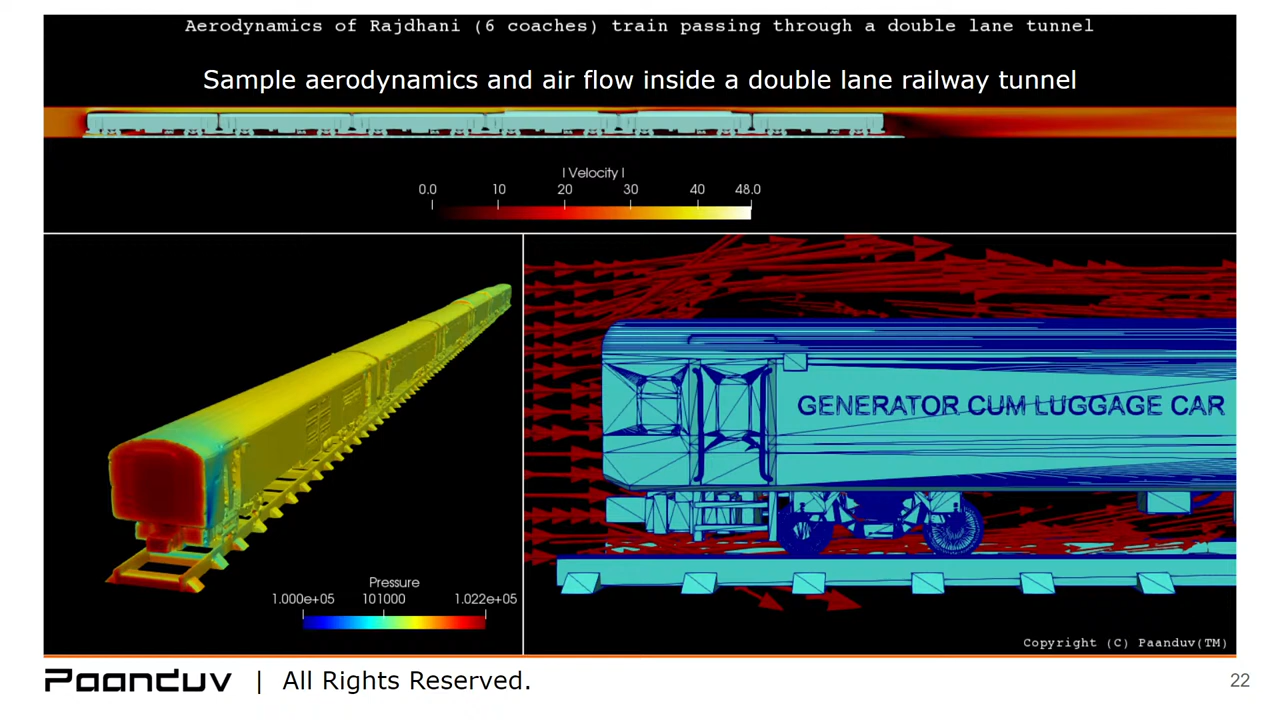 Aerodynamics of Rajdhani (6 coaches) train passing through a double lane tunnel
Sample aerodynamics and air flow inside a double lane railway tunnel
| Velocity |
0.0 10 20 30 40 48.0
GENERATOR CUM LUGGAGE CAR
Pressure
1.000e+05 101000 1.022e+05
Copyright (C) Paanduv(TM)
Paanduv | All Rights Reserved.
22